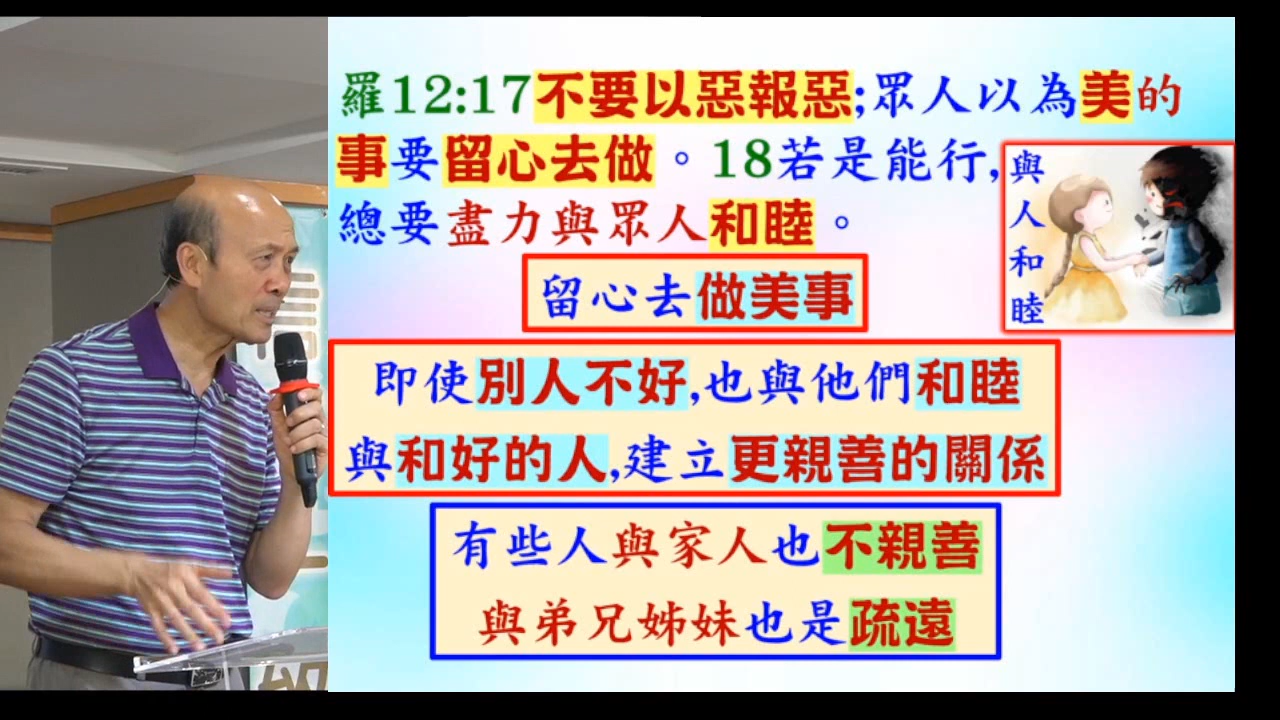 羅12:17不要以惡報惡;眾人以為美的
事要留心去做。18若是能行,
總要盡力與眾人和睦。
與人和睦
留心去做美事
即使別人不好,也與他們和睦
與和好的人,建立更親善的關係
有些人與家人也不親善
與弟兄姊妹也是疏遠